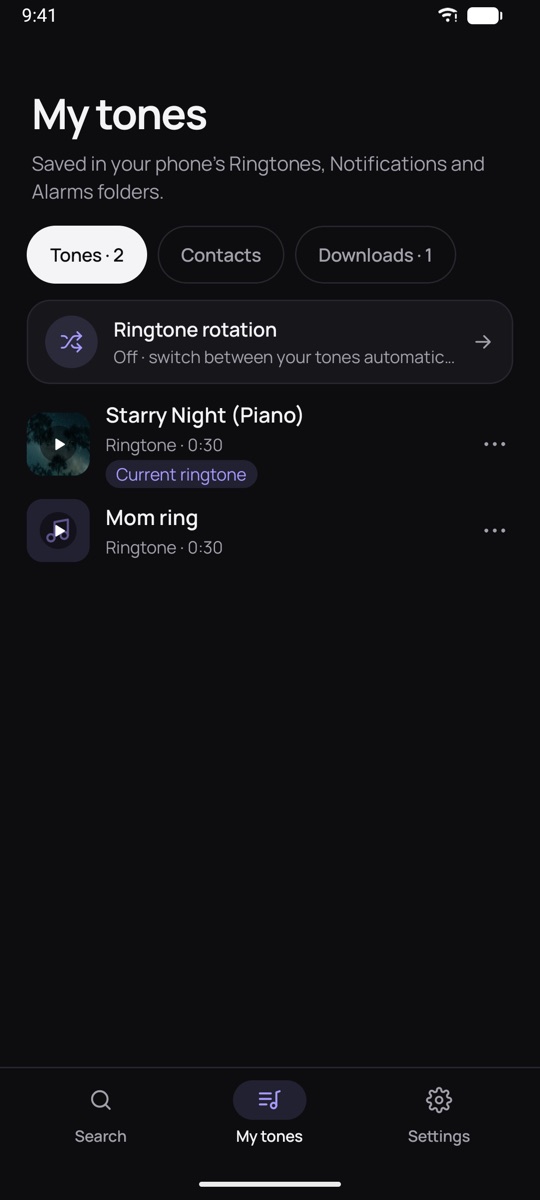 9:41
My tones
Saved in your phone's Ringtones, Notifications and
Alarms folders.
Tones · 2
Contacts
Downloads · 1
Ringtone rotation
Off · switch between your tones automatic…
Starry Night (Piano)
Ringtone · 0:30
Current ringtone
Mom ring
Ringtone · 0:30
Search
My tones
Settings